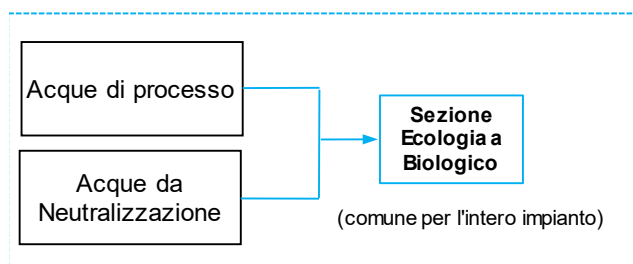 Acque di processo
Sezione
Ecologia a
Biologico
Acque da
Neutralizzazione
(comune per l'intero impianto)